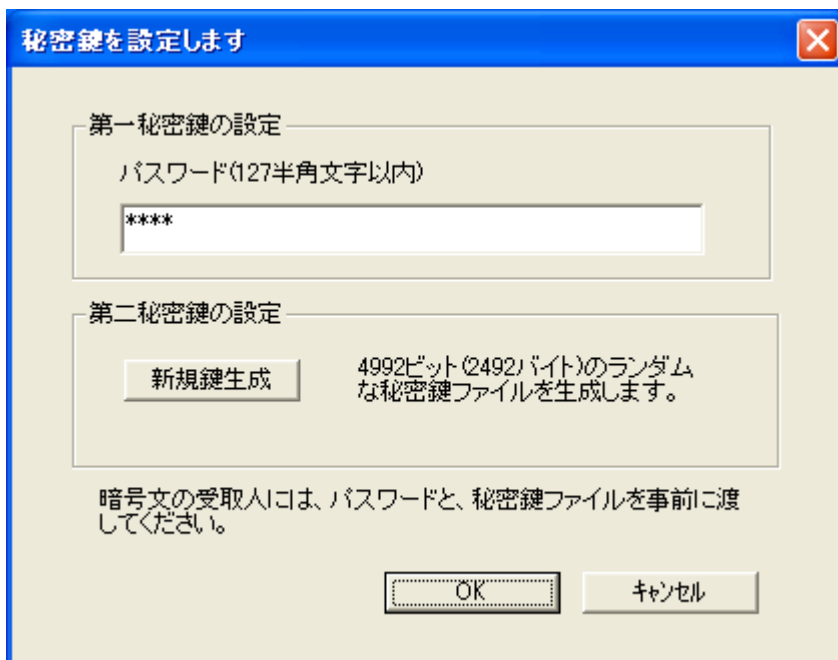 秘密鍵を設定します
第一秘密鍵の設定
パスワード(127半角文字以内)
****
第二秘密鍵の設定
新規鍵生成
4992ビット(2492バイト)のランダム
な秘密鍵ファイルを生成します。
暗号文の受取人には、パスワードと、秘密鍵ファイルを事前に渡
してください。
OK
キャンセル